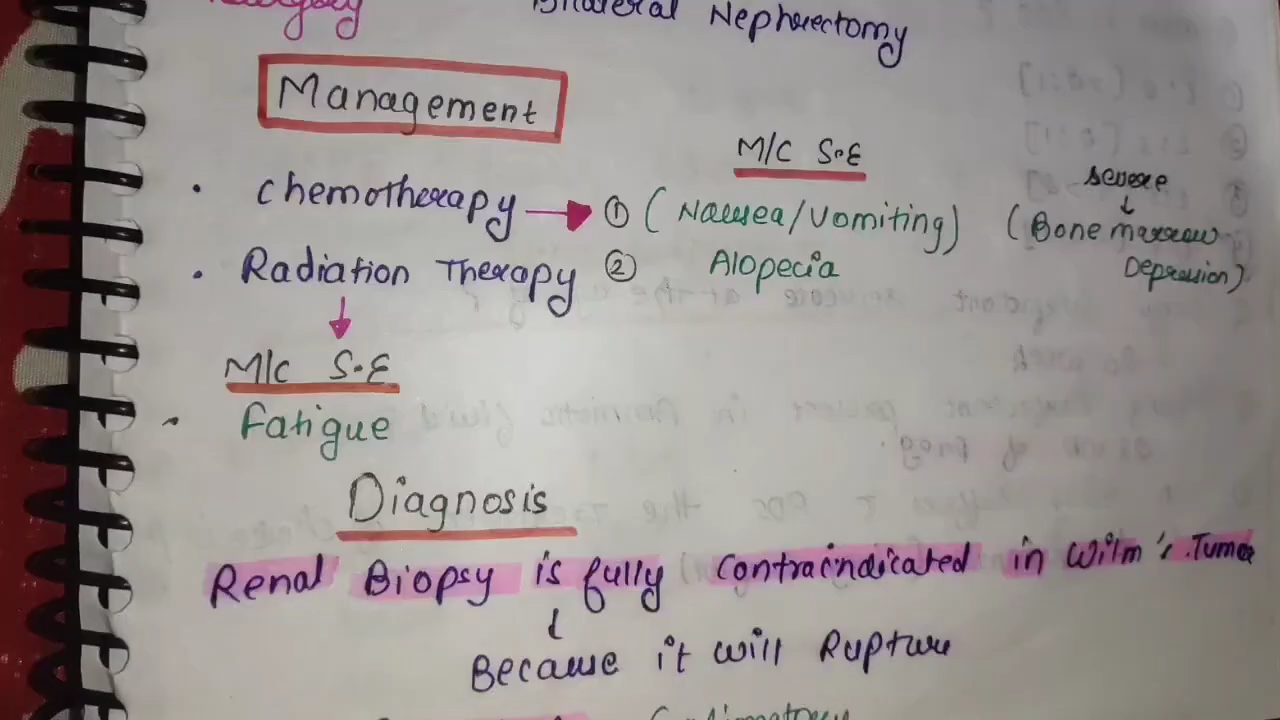 Bilateral Nephrectomy
Management
M/C S.E
• Chemotherapy → ① (Nausea/Vomiting)
severe
↓
(Bone marrow
Depression)
• Radiation Therapy ② Alopecia
↓
M/C S.E
• Fatigue
Diagnosis
Renal Biopsy is fully Contraindicated in Wilm's Tumor
↓
Because it will Rupture